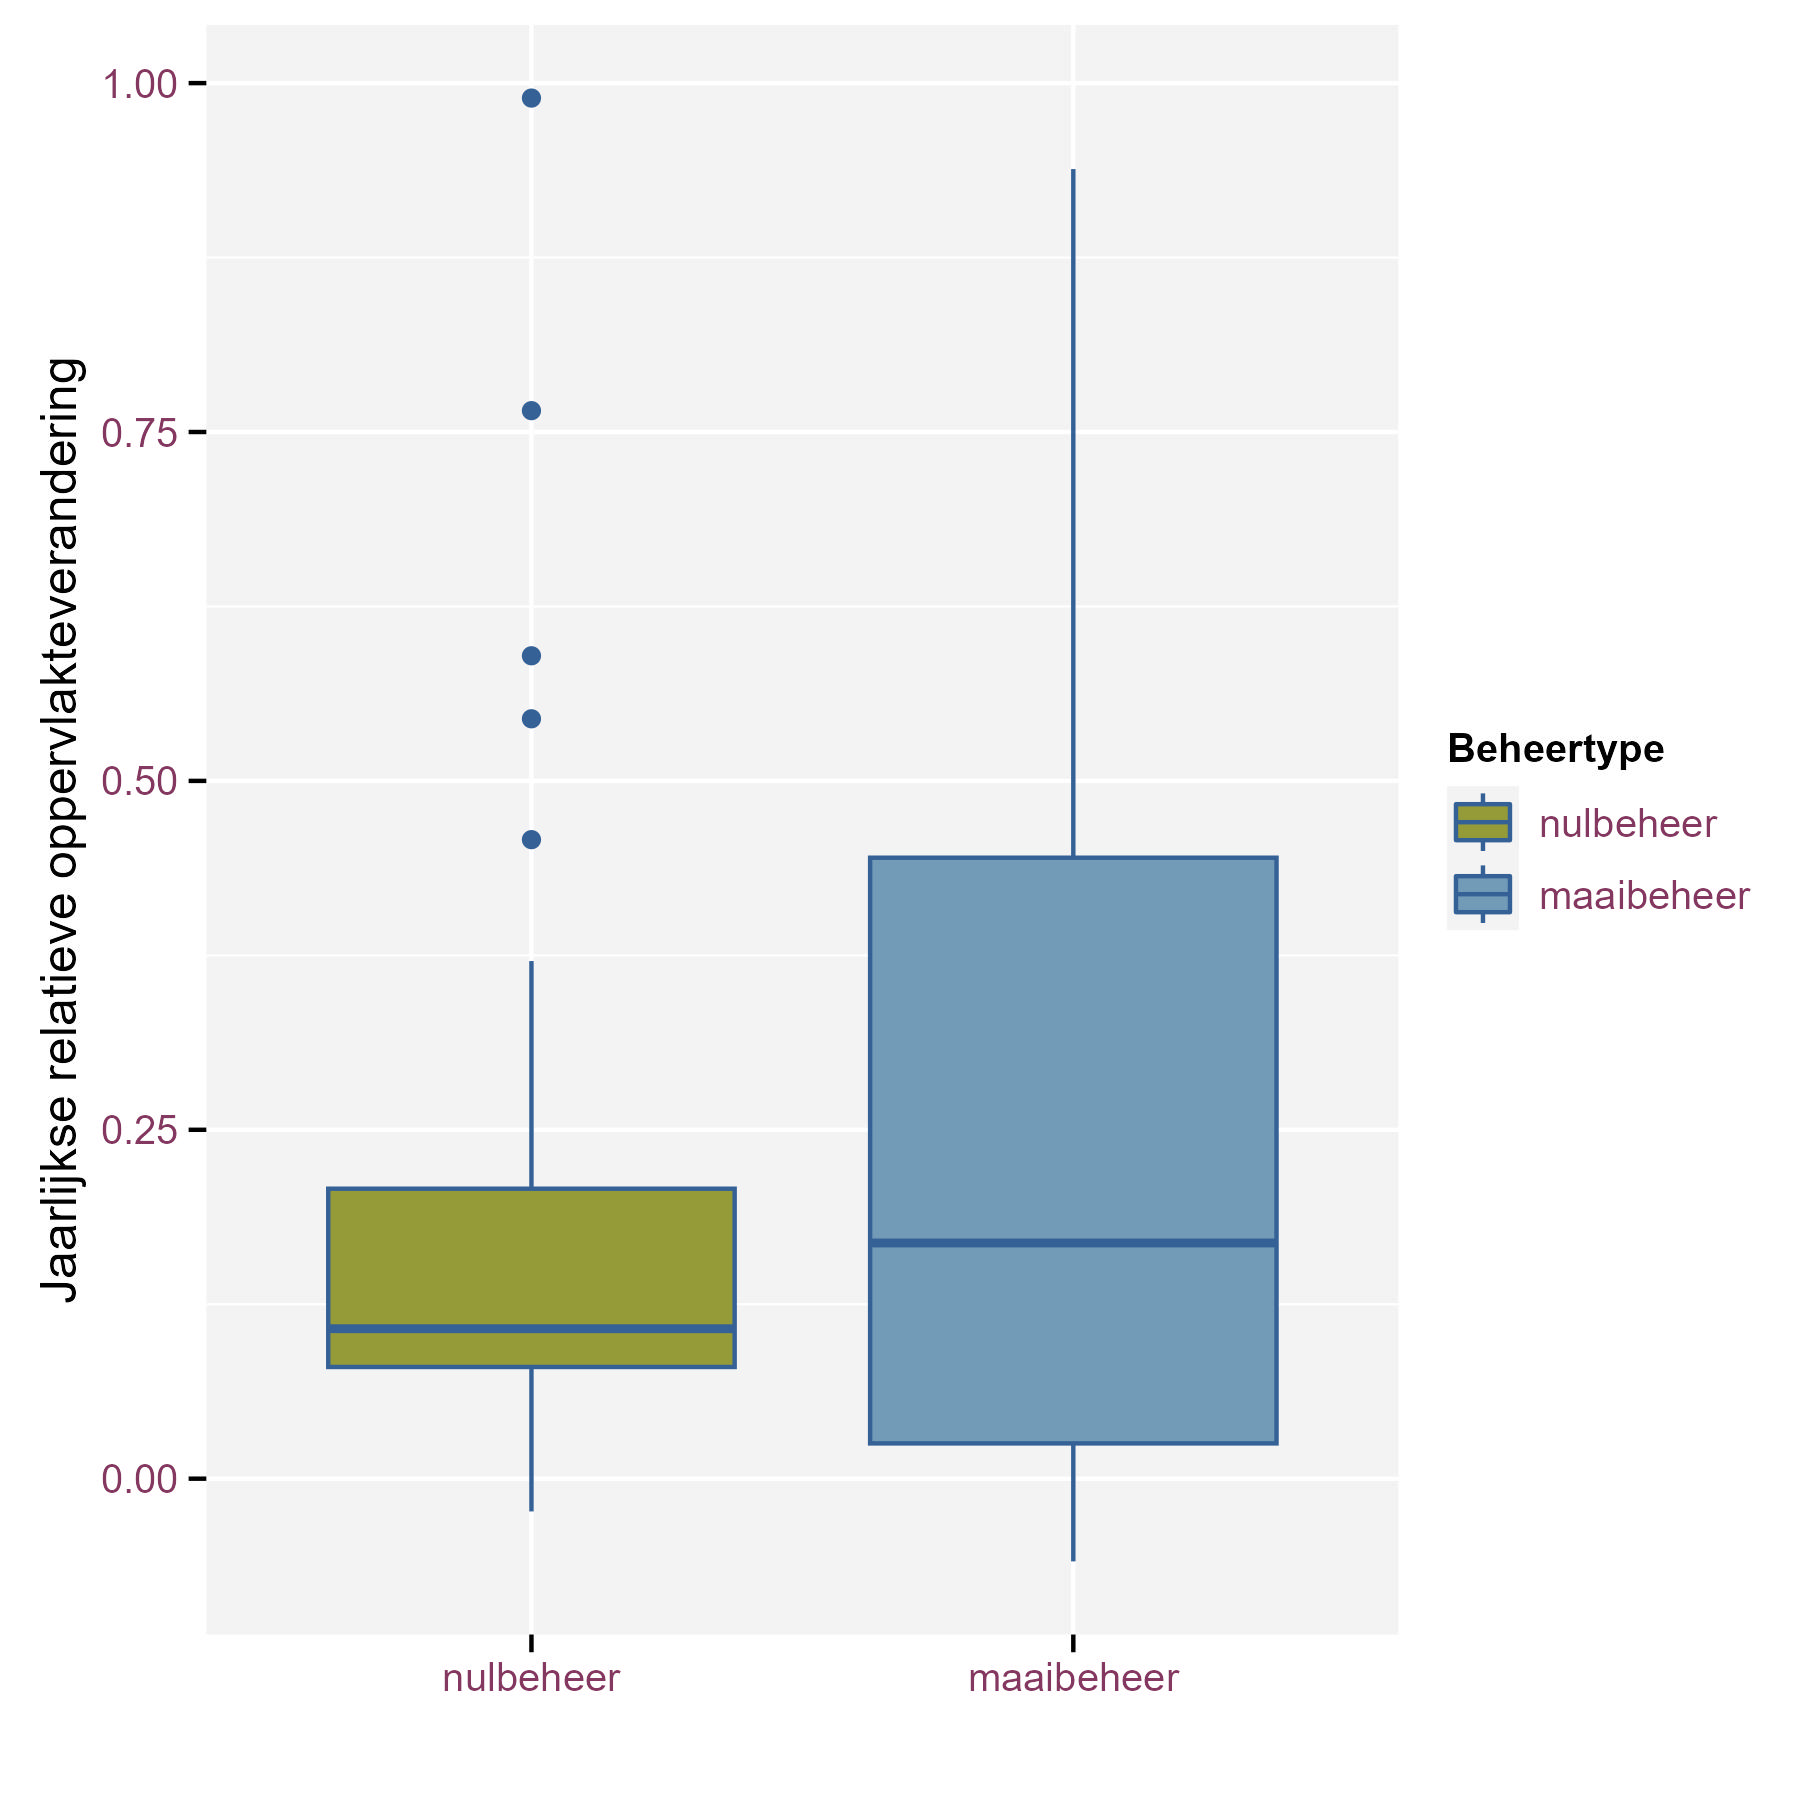 Jaarlijkse relatieve oppervlakteverandering
1.00
0.75
0.50
0.25
0.00
nulbeheer
maaibeheer
Beheertype
nulbeheer
maaibeheer